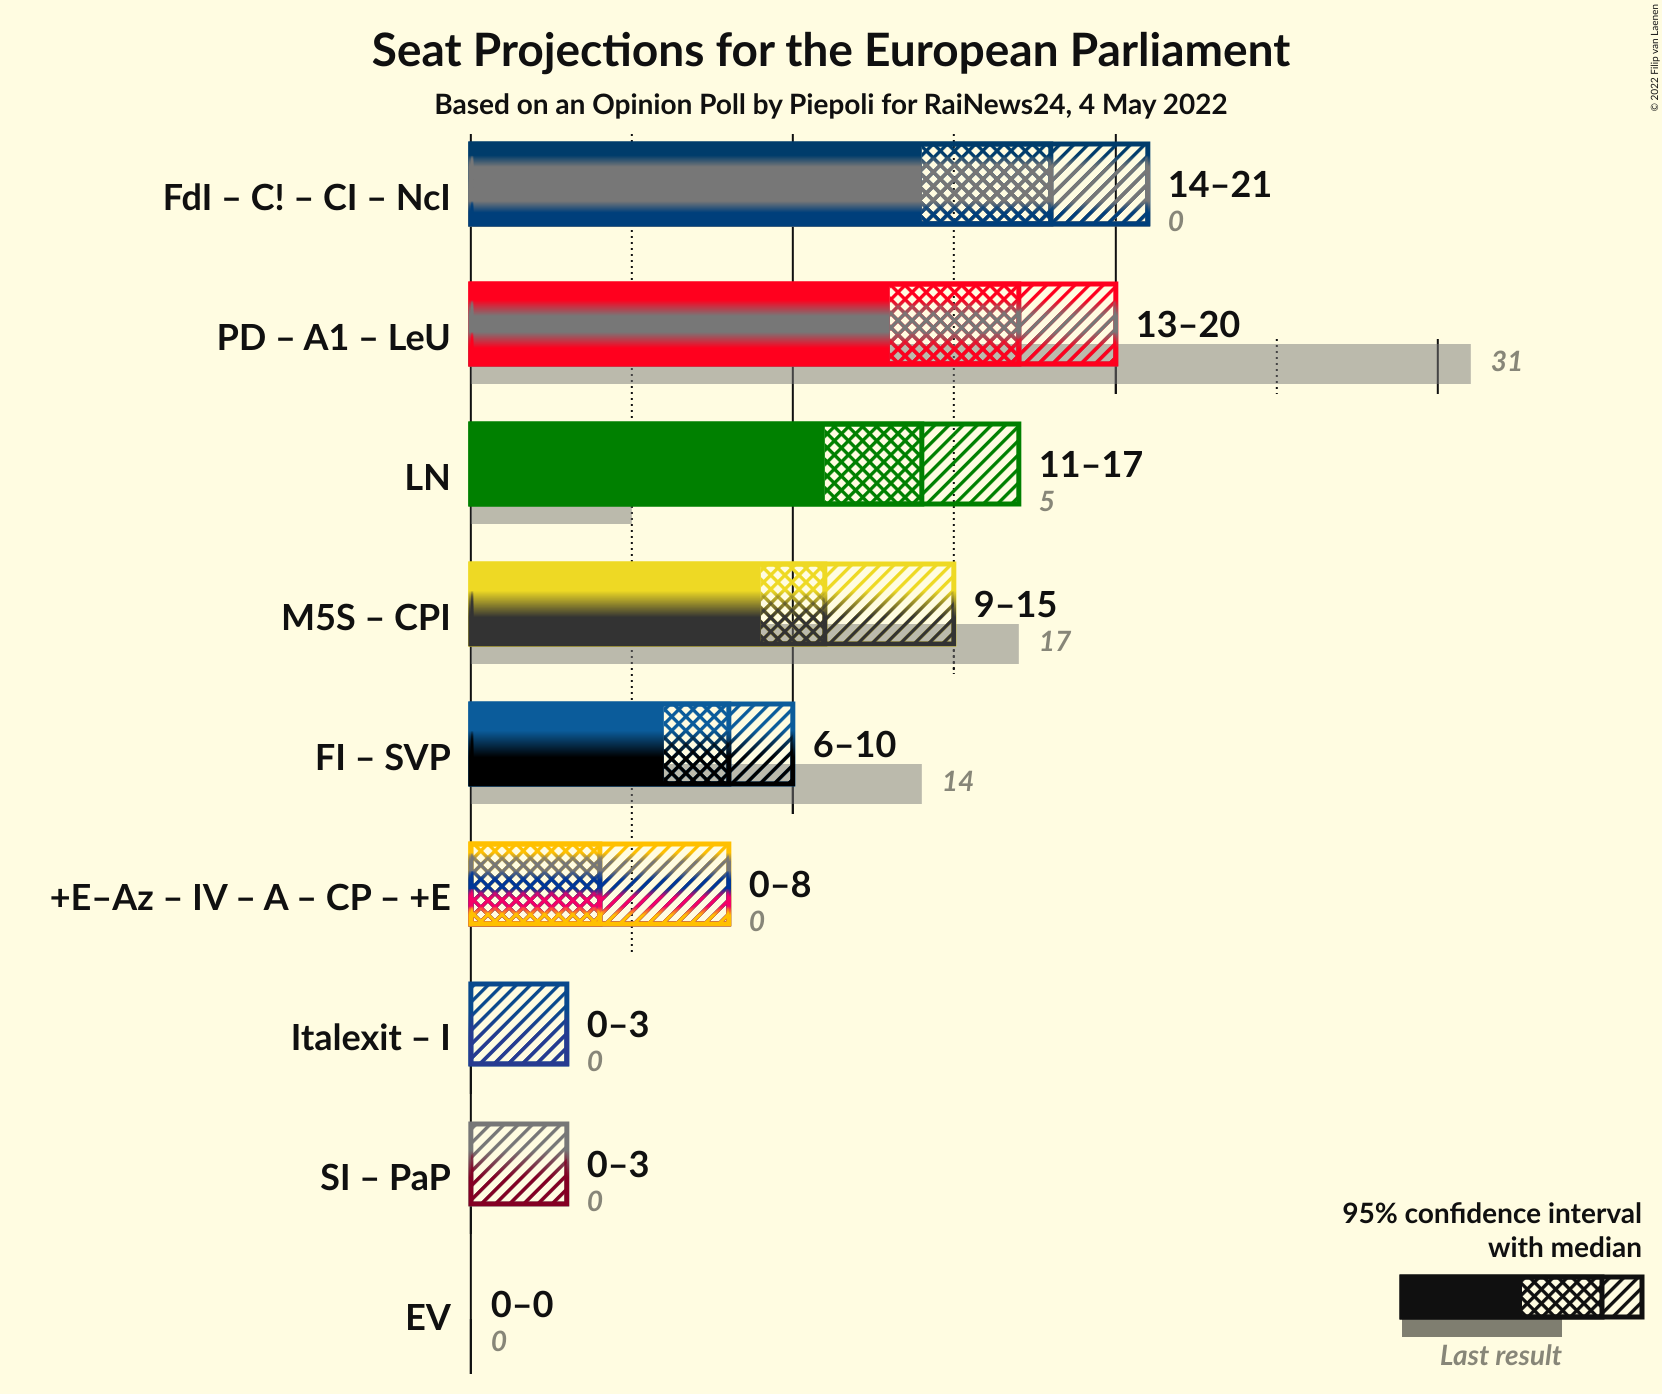 Seat Projections for the European Parliament
Based on an Opinion Poll by Piepoli for RaiNews24, 4 May 2022
© 2022 Filip van Laenen
FdI – C! – CI – NcI
14–21
0
PD – A1 – LeU
13–20
31
LN
11–17
5
M5S – CPI
9–15
17
FI – SVP
6–10
14
+E–Az – IV – A – CP – +E
0–8
0
Italexit – I
0–3
0
SI – PaP
0–3
0
EV
0–0
0
95% confidence interval
with median
Last result